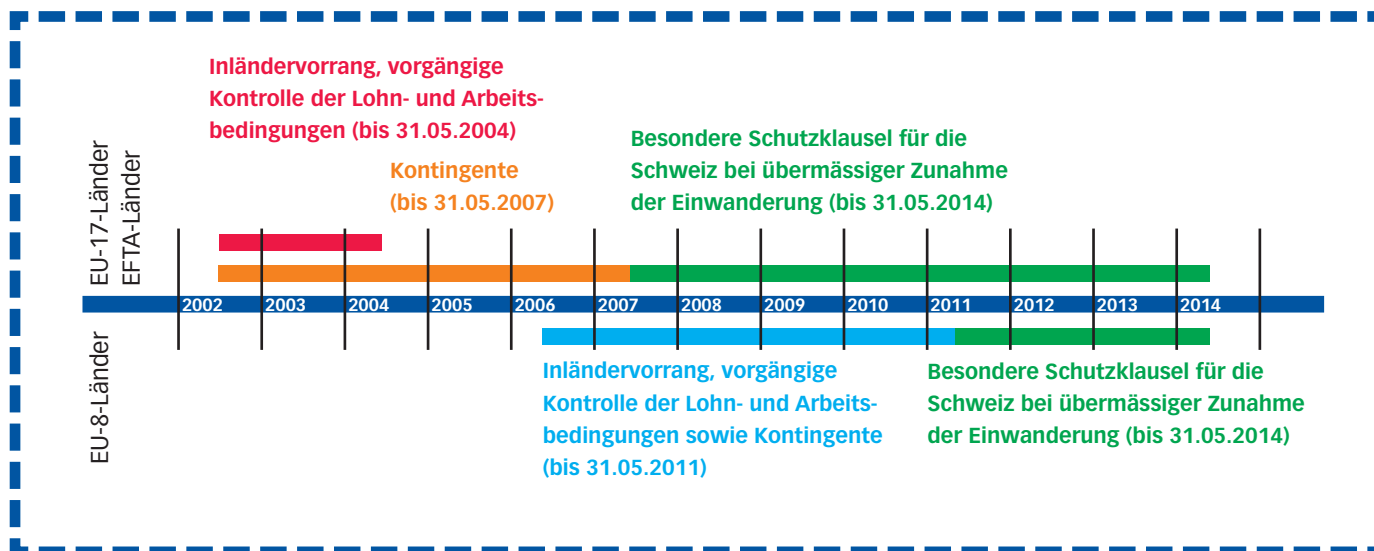 Inländervorrang, vorgängige
Kontrolle der Lohn- und Arbeits-
bedingungen (bis 31.05.2004)
Kontingente
(bis 31.05.2007)
Besondere Schutzklausel für die
Schweiz bei übermässiger Zunahme
der Einwanderung (bis 31.05.2014)
EU-17-Länder
EFTA-Länder
2002 2003 2004 2005 2006 2007 2008 2009 2010 2011 2012 2013 2014
EU-8-Länder
Inländervorrang, vorgängige
Kontrolle der Lohn- und Arbeits-
bedingungen sowie Kontingente
(bis 31.05.2011)
Besondere Schutzklausel für die
Schweiz bei übermässiger Zunahme
der Einwanderung (bis 31.05.2014)